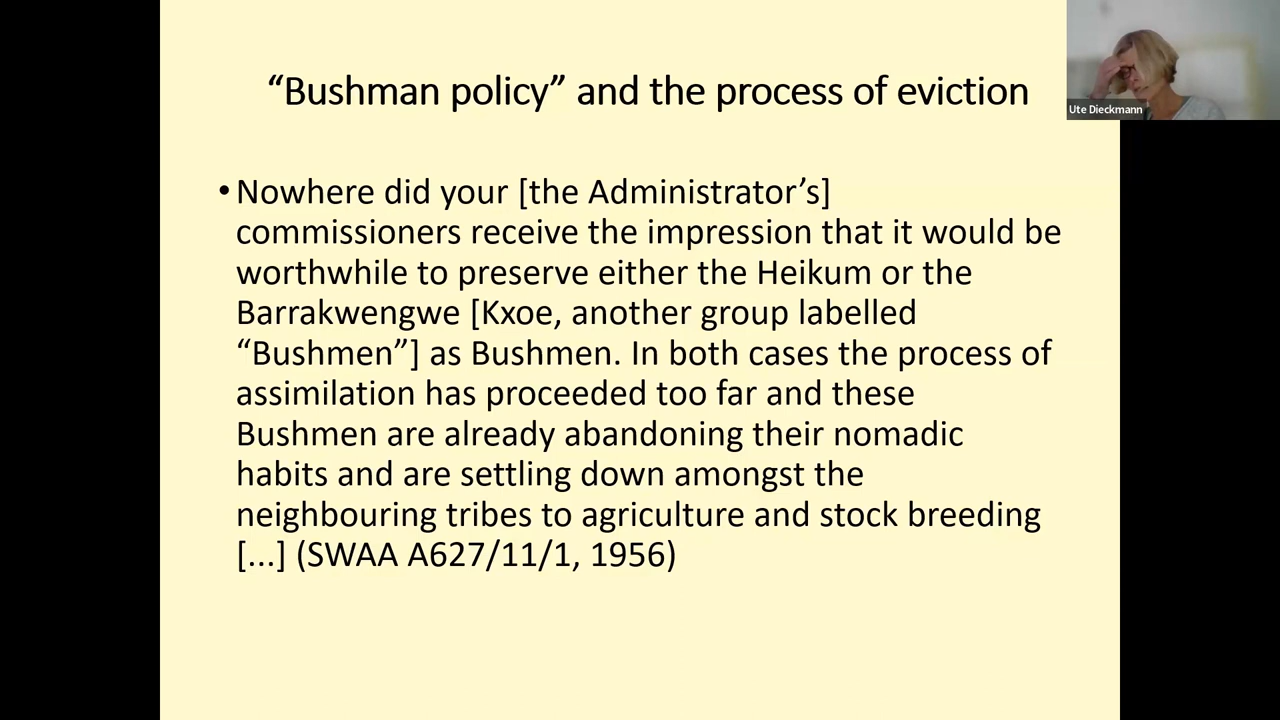 “Bushman policy” and the process of eviction
Ute Dieckmann
•Nowhere did your [the Administrator’s]
commissioners receive the impression that it would be
worthwhile to preserve either the Heikum or the
Barrakwengwe [Kxoe, another group labelled
“Bushmen”] as Bushmen. In both cases the process of
assimilation has proceeded too far and these
Bushmen are already abandoning their nomadic
habits and are settling down amongst the
neighbouring tribes to agriculture and stock breeding
[...] (SWAA A627/11/1, 1956)